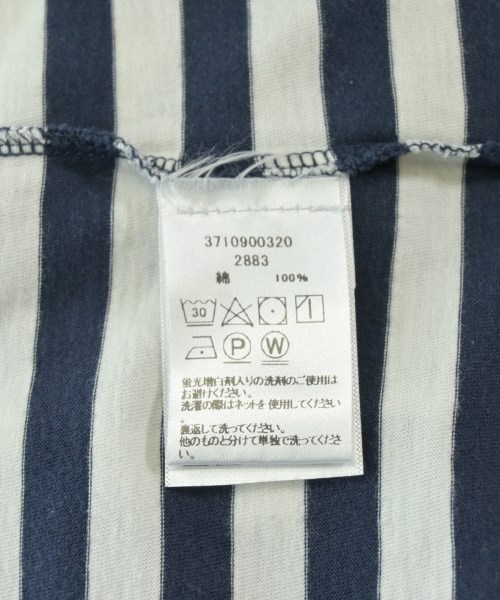 3710900320
2883
綿 100%
30
P W
蛍光増白剤入りの洗剤のご使用は
お避けください。
洗濯の際はネットを使用してくださ
い。
裏返して洗ってください。
他のものと分けて単独で洗ってくだ
さい。